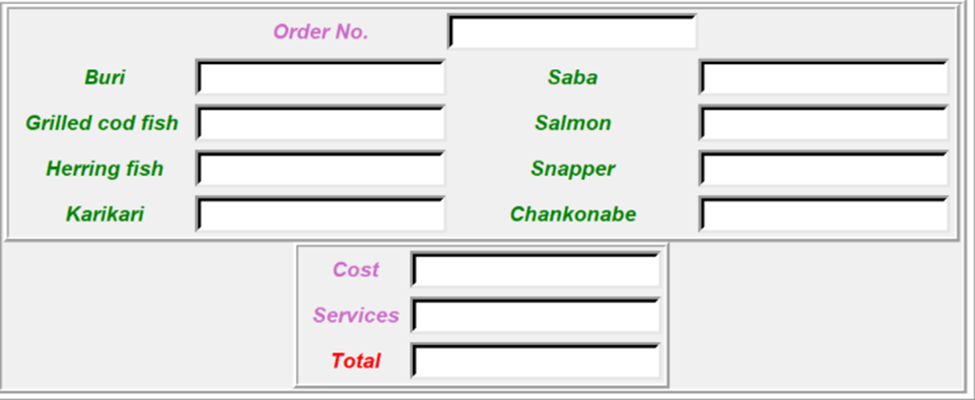 Order No.
Buri Saba
Grilled cod fish Salmon
Herring fish Snapper
Karikari Chankonabe
Cost
Services
Total